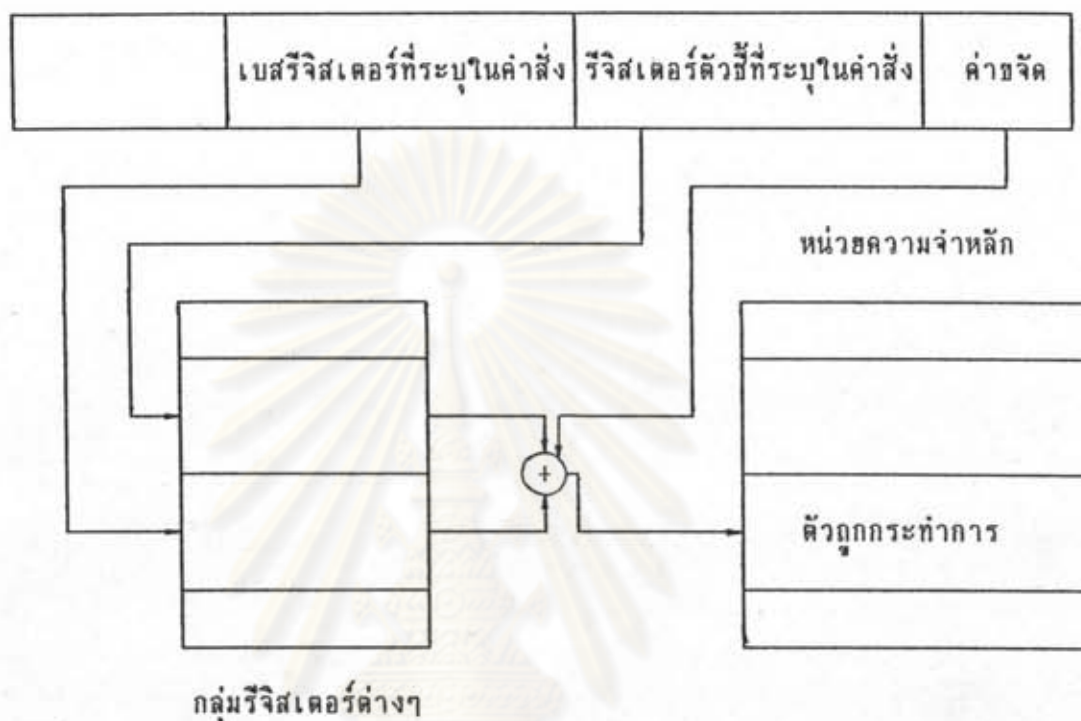 เบสรีจิสเตอร์ที่ระบุในคำสั่ง รีจิสเตอร์ตัวชี้ที่ระบุในคำสั่ง ค่าขจัด
หน่วยความจำหลัก
+
ตัวถูกกระทำการ
กลุ่มรีจิสเตอร์ต่างๆ